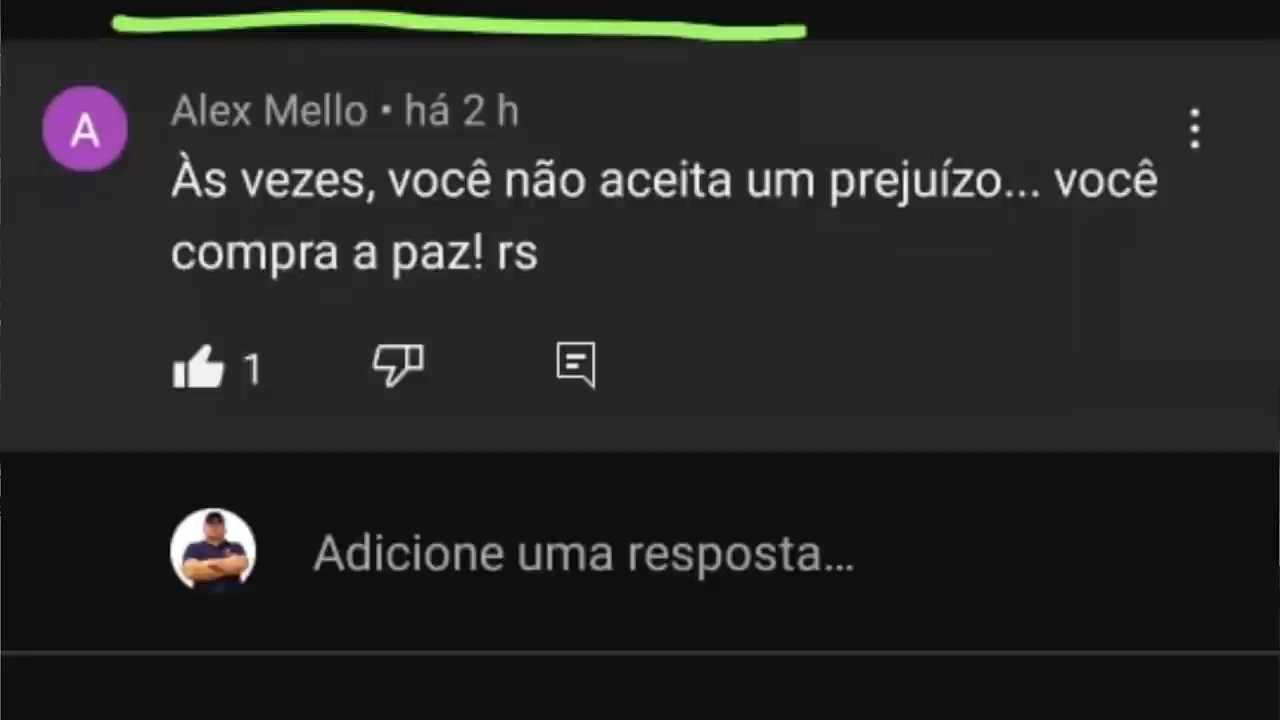 A
Alex Mello • há 2 h
Às vezes, você não aceita um prejuízo... você
compra a paz! rs
1
Adicione uma resposta...